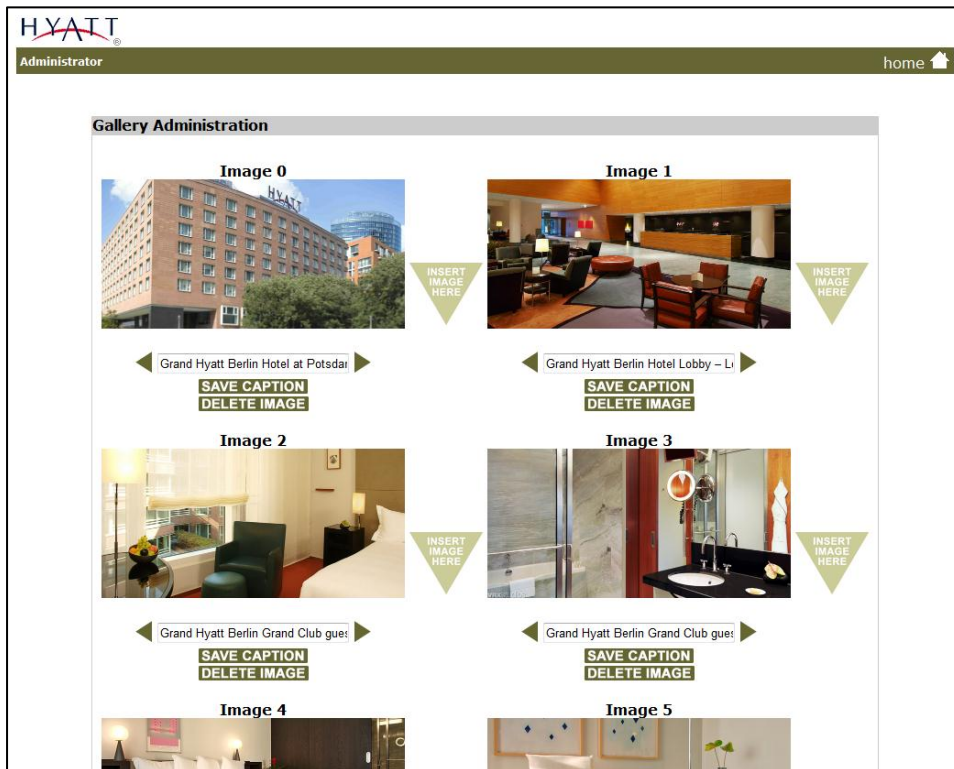 HYATT
®
Administrator
home
Gallery Administration
Image 0
Image 1
HYATT
INSERT
IMAGE
HERE
INSERT
IMAGE
HERE
Grand Hyatt Berlin Hotel at Potsdar
Grand Hyatt Berlin Hotel Lobby – L
SAVE CAPTION
DELETE IMAGE
SAVE CAPTION
DELETE IMAGE
Image 2
Image 3
INSERT
IMAGE
HERE
INSERT
IMAGE
HERE
Grand Hyatt Berlin Grand Club gues
Grand Hyatt Berlin Grand Club gues
SAVE CAPTION
DELETE IMAGE
SAVE CAPTION
DELETE IMAGE
Image 4
Image 5